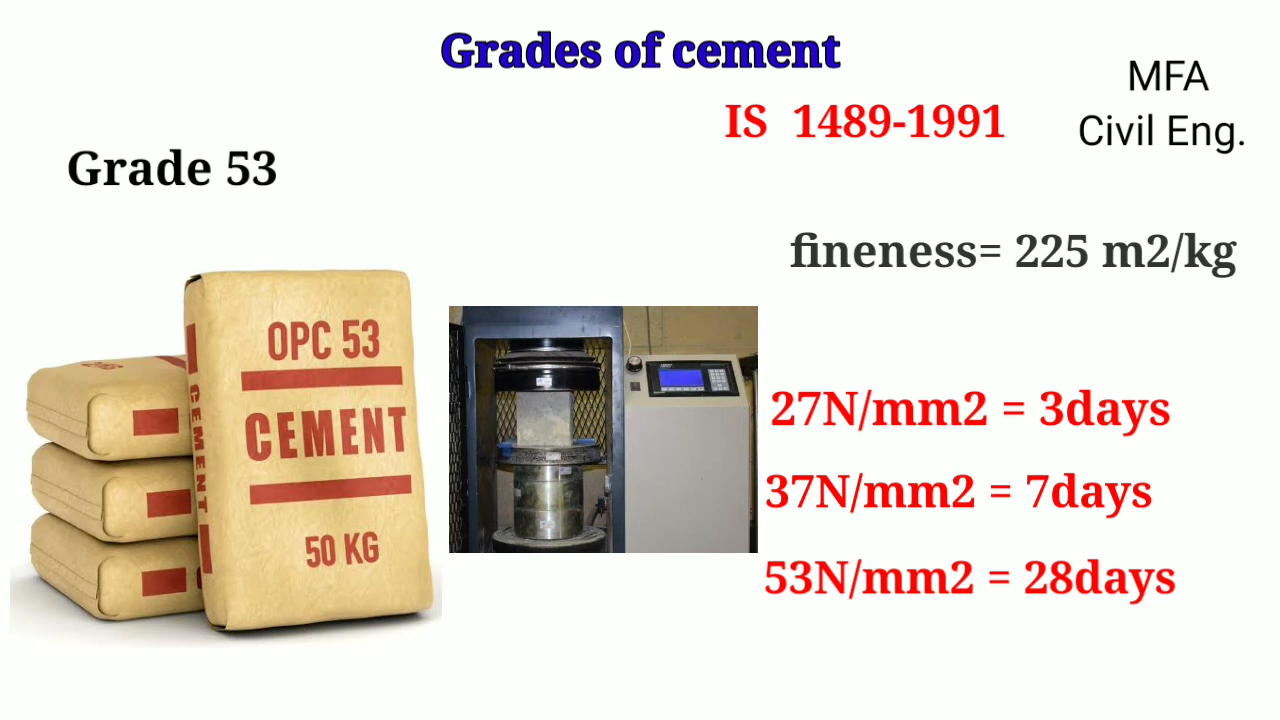 Grades of cement
MFA
Civil Eng.
IS 1489-1991
Grade 53
fineness= 225 m2/kg
OPC 53
CEMENT
50 KG
CEMENT
27N/mm2 = 3days
37N/mm2 = 7days
53N/mm2 = 28days